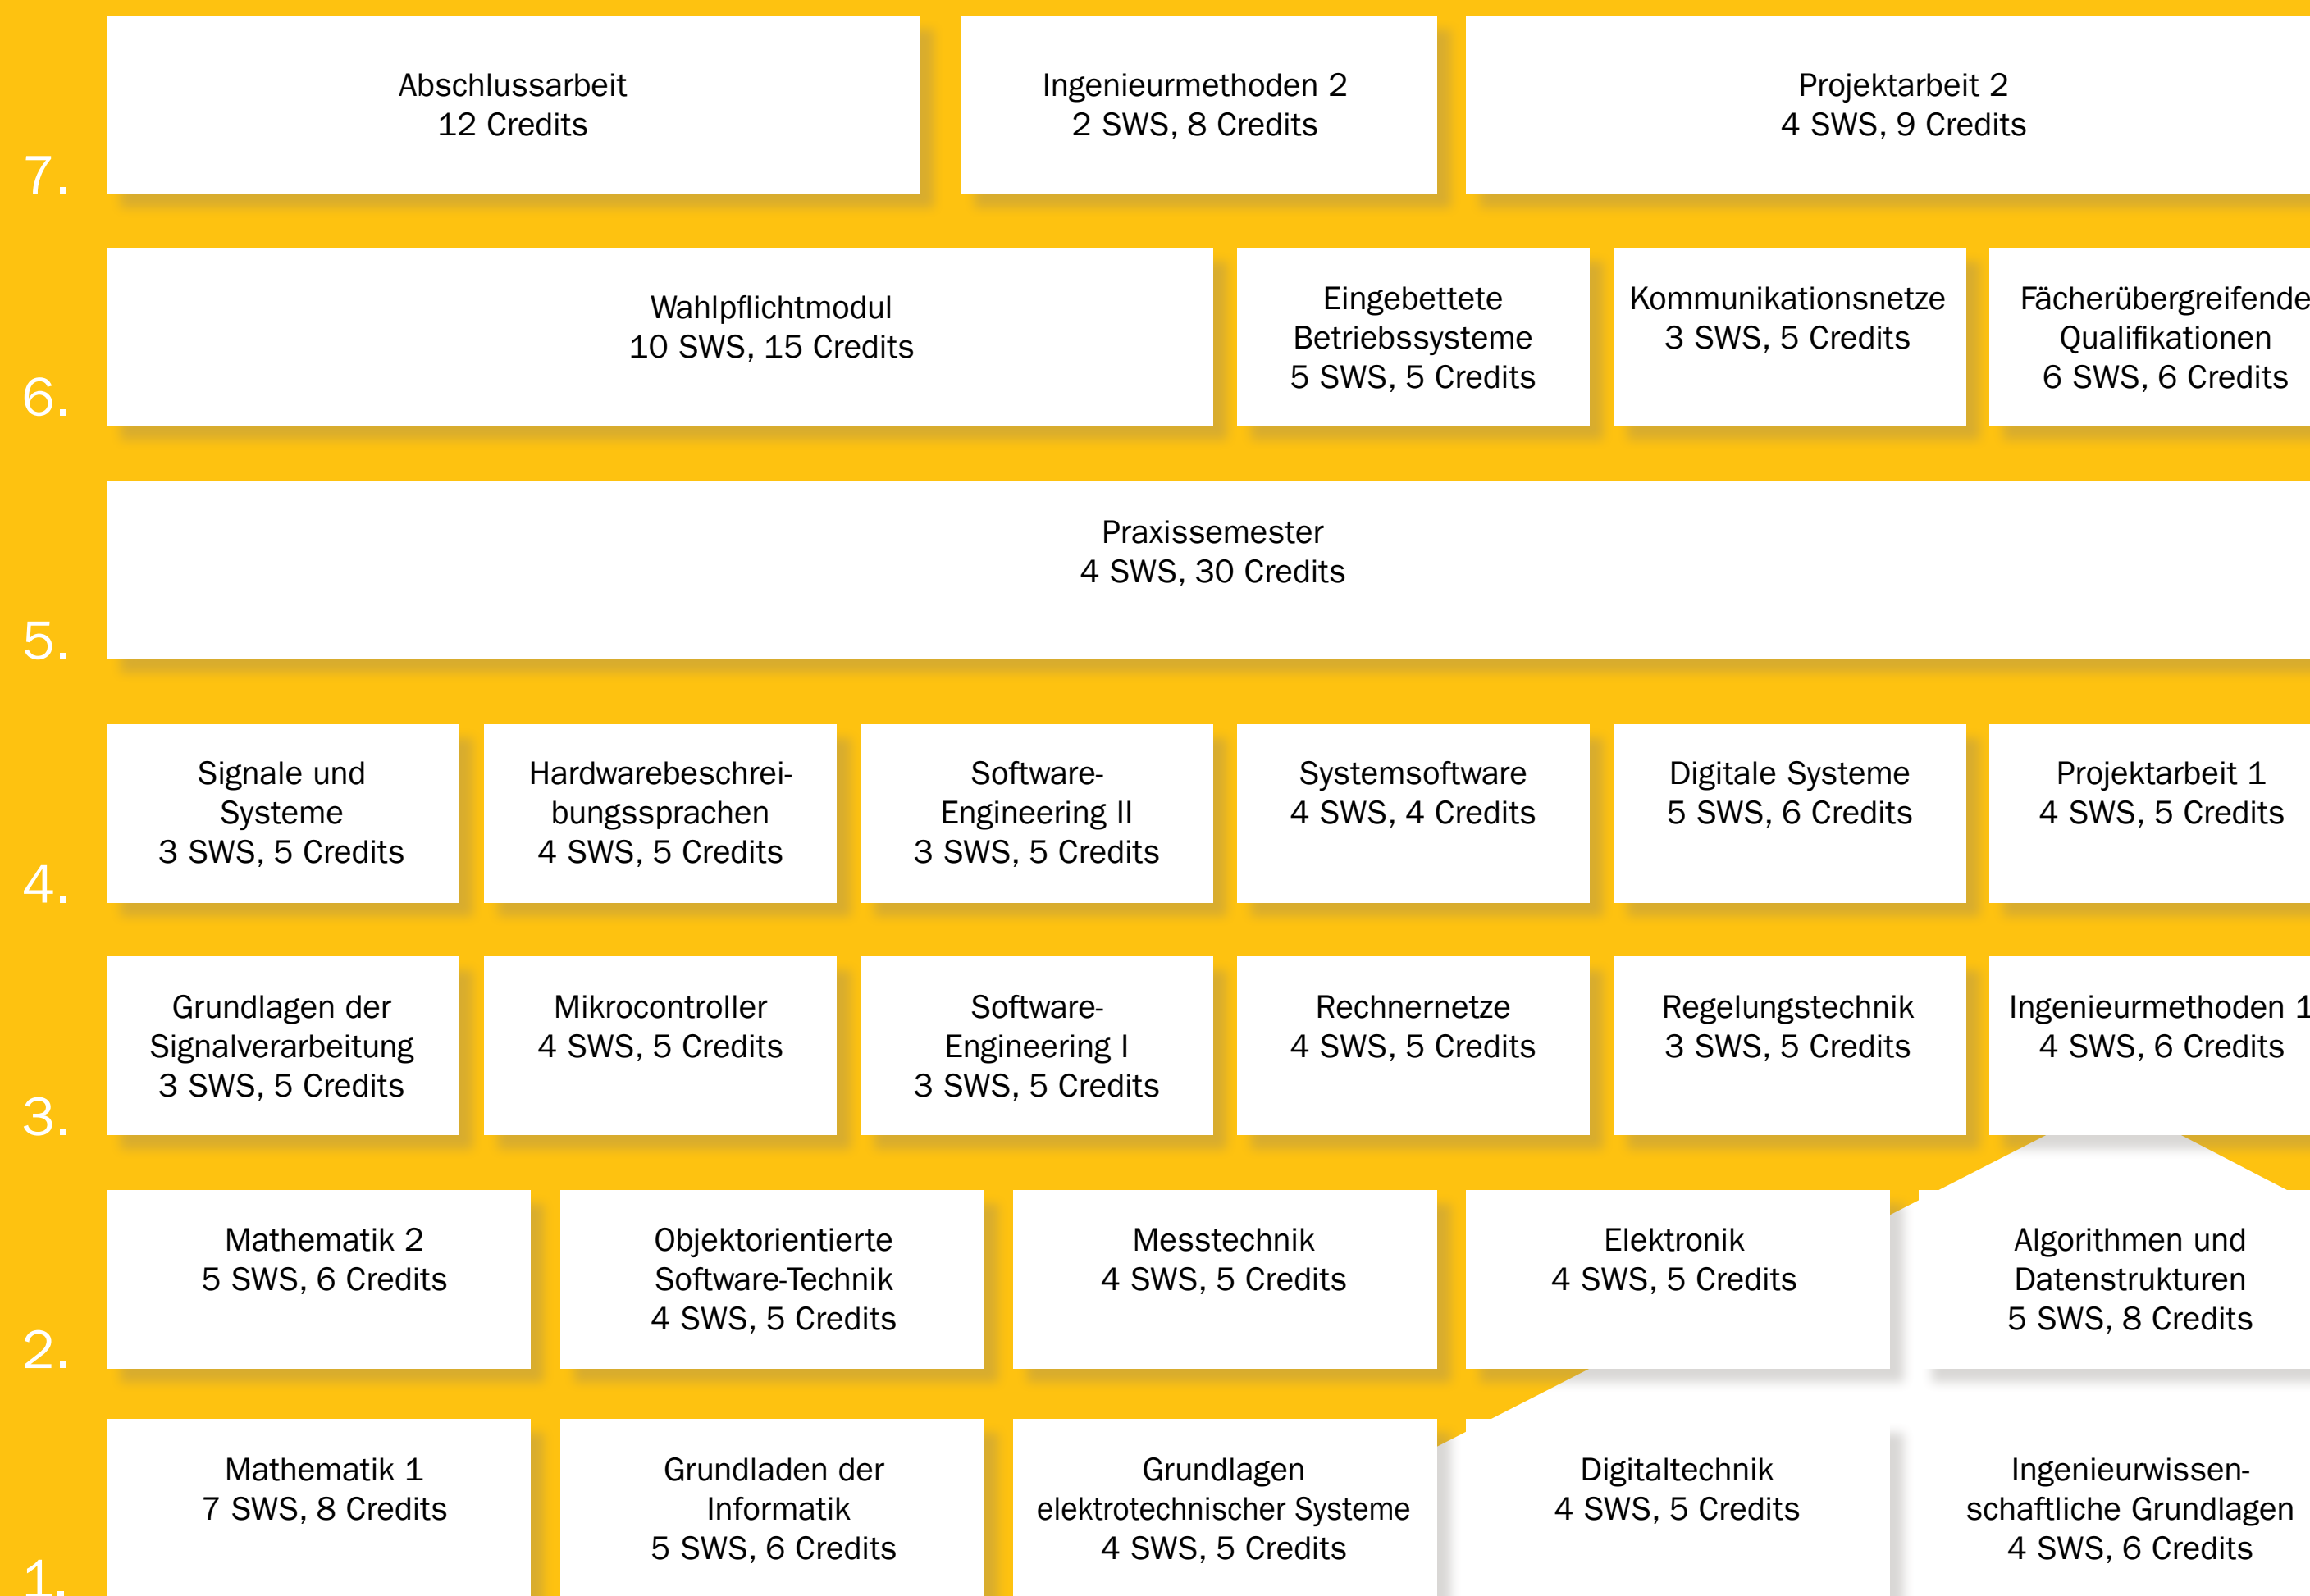 7.
Abschlussarbeit
12 Credits
Ingenieurmethoden 2
2 SWS, 8 Credits
Projektarbeit 2
4 SWS, 9 Credits
6.
Wahlpflichtmodul
10 SWS, 15 Credits
Eingebettete
Betriebssysteme
5 SWS, 5 Credits
Kommunikationsnetze
3 SWS, 5 Credits
Fächerübergreifende
Qualifikationen
6 SWS, 6 Credits
5.
Praxissemester
4 SWS, 30 Credits
4.
Signale und
Systeme
3 SWS, 5 Credits
Hardwarebeschrei-
bungssprachen
4 SWS, 5 Credits
Software-
Engineering II
3 SWS, 5 Credits
Systemsoftware
4 SWS, 4 Credits
Digitale Systeme
5 SWS, 6 Credits
Projektarbeit 1
4 SWS, 5 Credits
3.
Grundlagen der
Signalverarbeitung
3 SWS, 5 Credits
Mikrocontroller
4 SWS, 5 Credits
Software-
Engineering I
3 SWS, 5 Credits
Rechnernetze
4 SWS, 5 Credits
Regelungstechnik
3 SWS, 5 Credits
Ingenieurmethoden 1
4 SWS, 6 Credits
2.
Mathematik 2
5 SWS, 6 Credits
Objektorientierte
Software-Technik
4 SWS, 5 Credits
Messtechnik
4 SWS, 5 Credits
Elektronik
4 SWS, 5 Credits
Algorithmen und
Datenstrukturen
5 SWS, 8 Credits
1.
Mathematik 1
7 SWS, 8 Credits
Grundladen der
Informatik
5 SWS, 6 Credits
Grundlagen
elektrotechnischer Systeme
4 SWS, 5 Credits
Digitaltechnik
4 SWS, 5 Credits
Ingenieurwissen-
schaftliche Grundlagen
4 SWS, 6 Credits